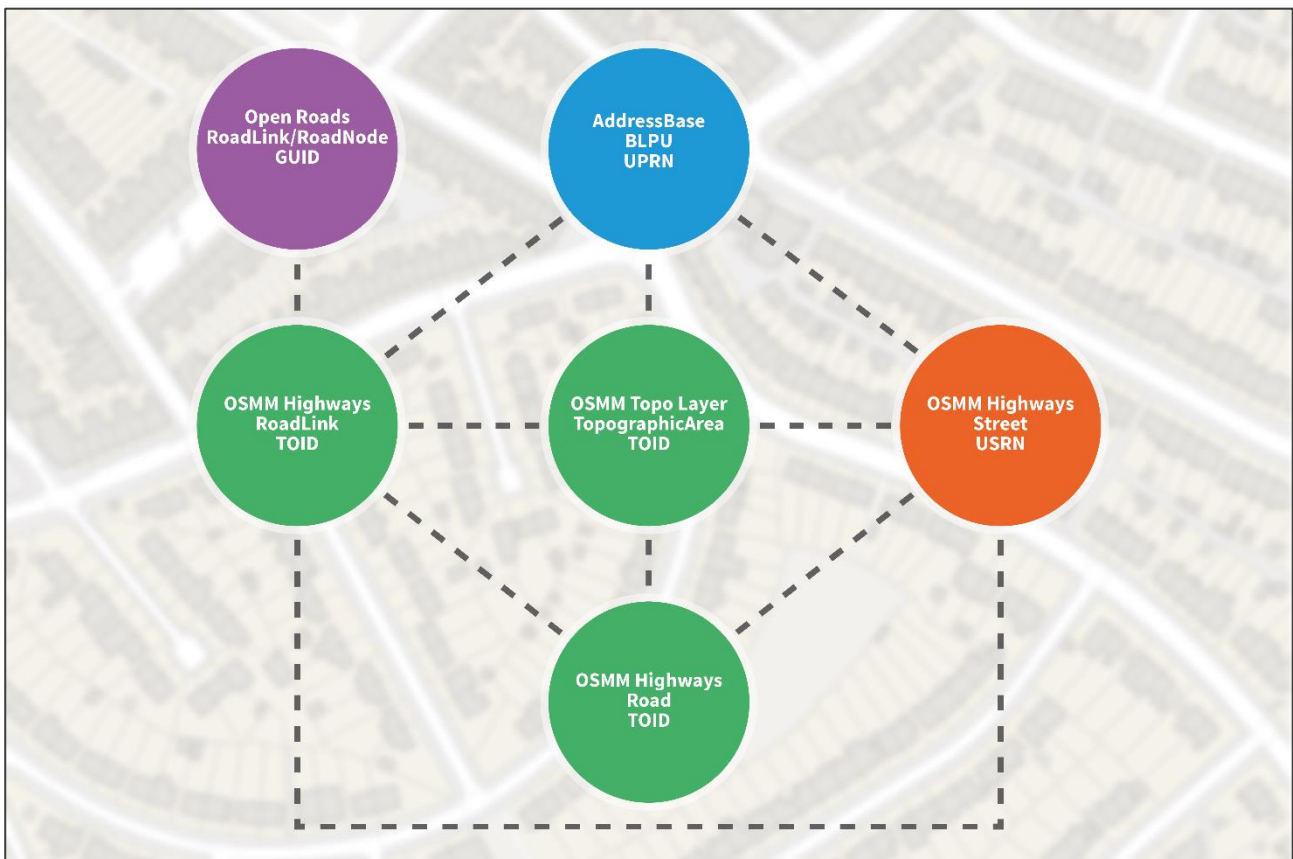 Open Roads
RoadLink/RoadNode
GUID
AddressBase
BLPU
UPRN
OSMM Highways
RoadLink
TOID
OSMM Topo Layer
TopographicArea
TOID
OSMM Highways
Street
USRN
OSMM Highways
Road
TOID